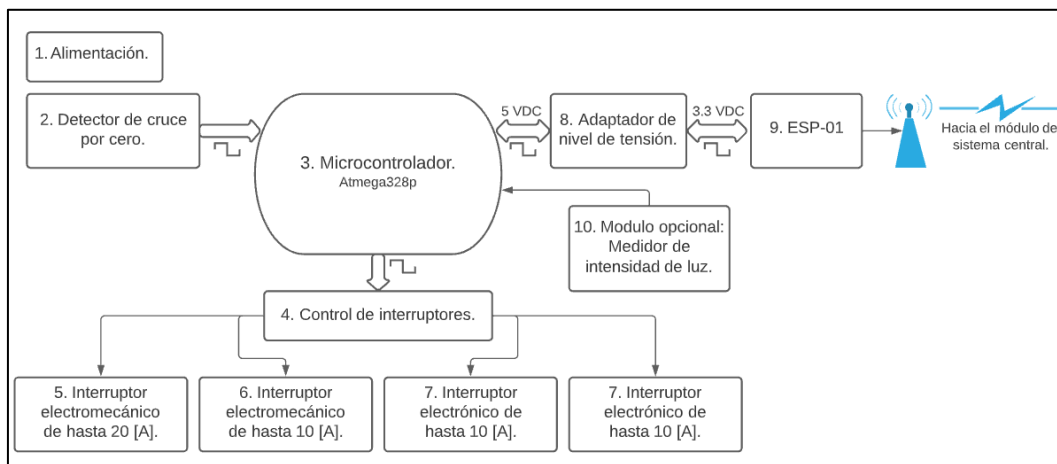 1. Alimentación.
2. Detector de cruce
por cero.
3. Microcontrolador.
Atmega328p
5 VDC
8. Adaptador de
nivel de tensión.
3.3 VDC
9. ESP-01
Hacia el módulo de
sistema central.
10. Modulo opcional:
Medidor de
intensidad de luz.
4. Control de interruptores.
5. Interruptor
electromecánico
de hasta 20 [A].
6. Interruptor
electromecánico
de hasta 10 [A].
7. Interruptor
electrónico de
hasta 10 [A].
7. Interruptor
electrónico de
hasta 10 [A].